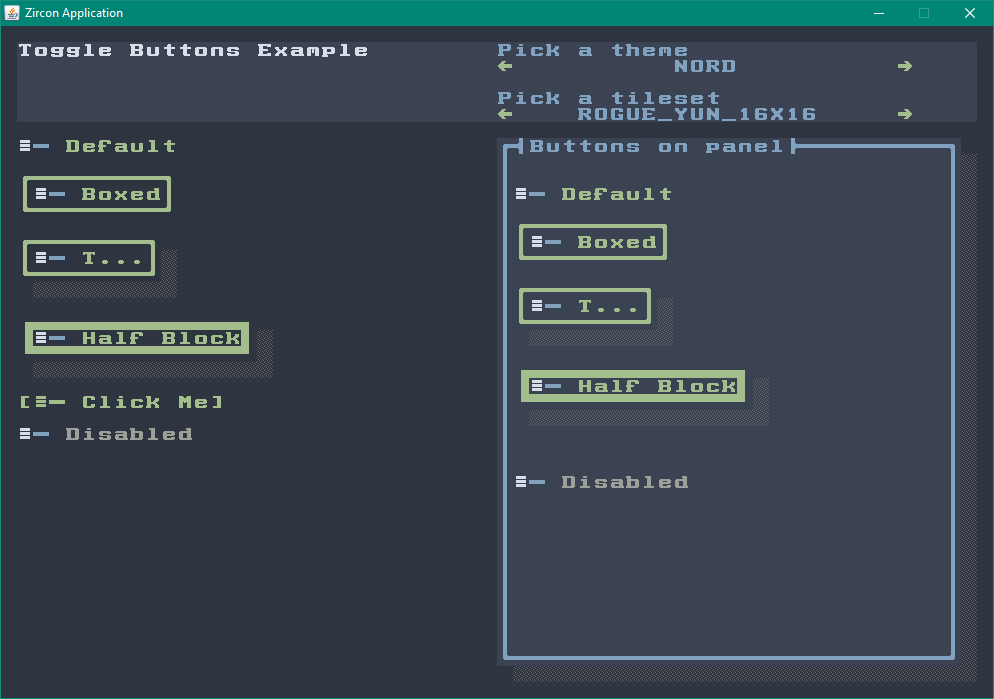 Zircon Application
Toggle Buttons Example
Pick a theme
NORD
Pick a tileset
ROGUE_YUN_16X16
Default
Boxed
T...
Half Block
[Click Me]
Disabled
Buttons on panel
Default
Boxed
T...
Half Block
Disabled